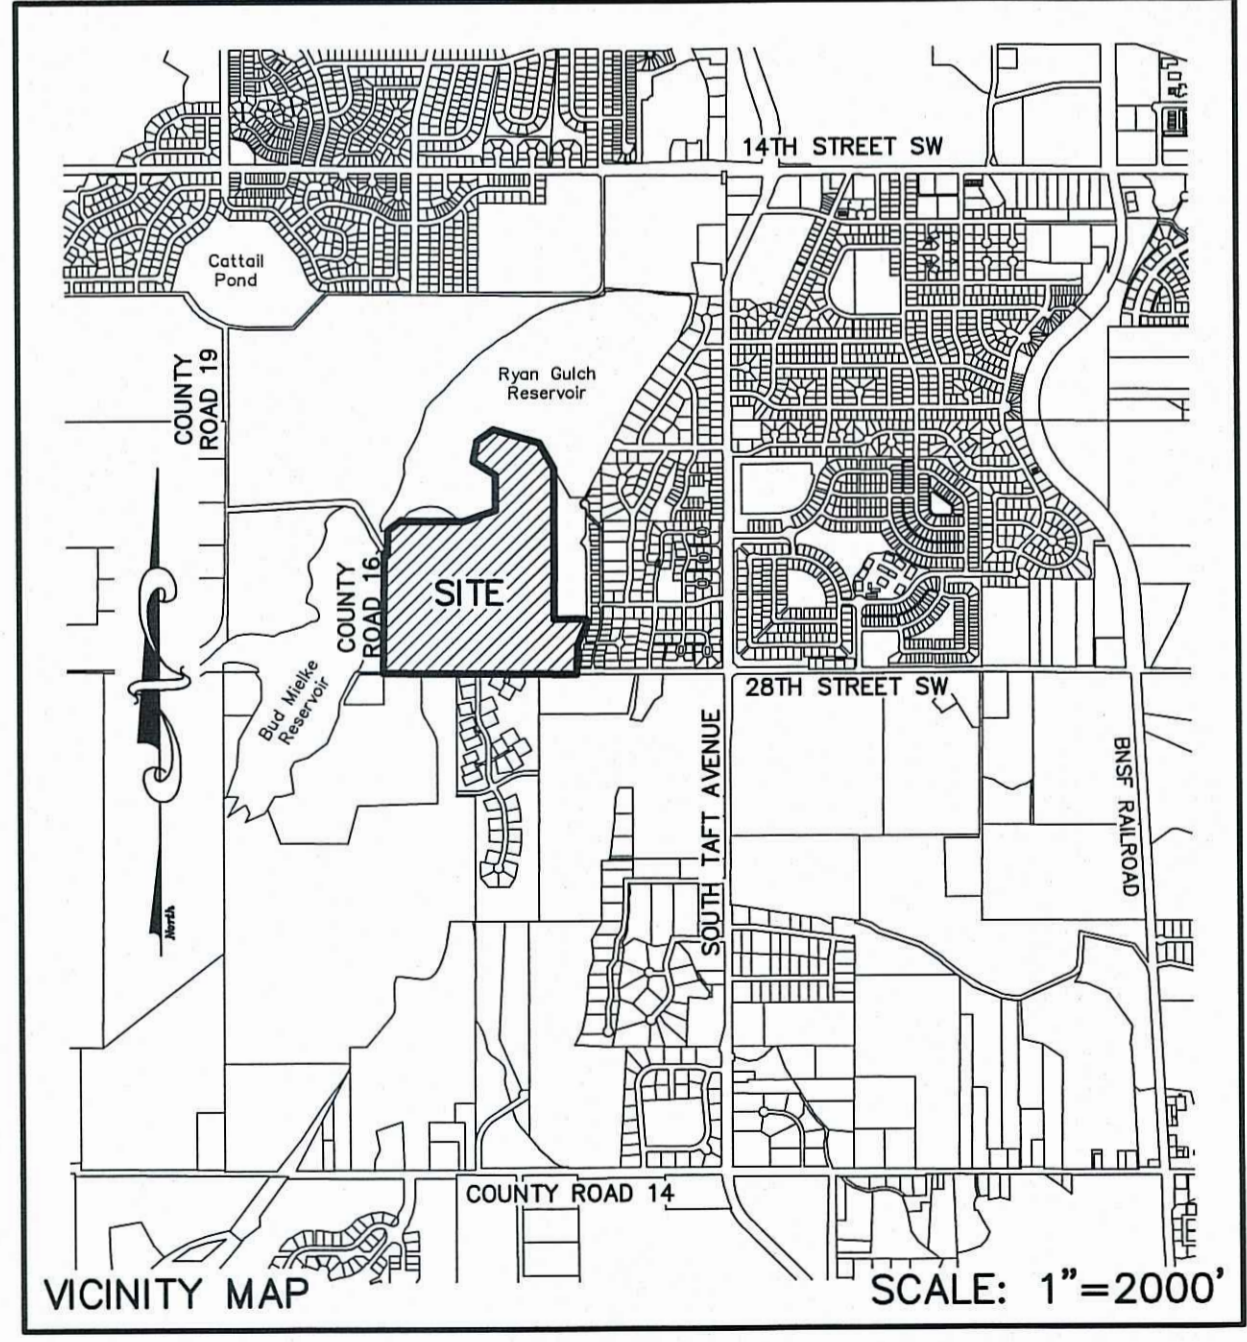 14TH STREET SW
Cattail
Pond
COUNTY
ROAD 19
Ryan Gulch
Reservoir
COUNTY
ROAD 16
SITE
Bud Mielke
Reservoir
28TH STREET SW
SOUTH TAFT AVENUE
BNSF RAILROAD
North
COUNTY ROAD 14
VICINITY MAP
SCALE: 1"=2000'